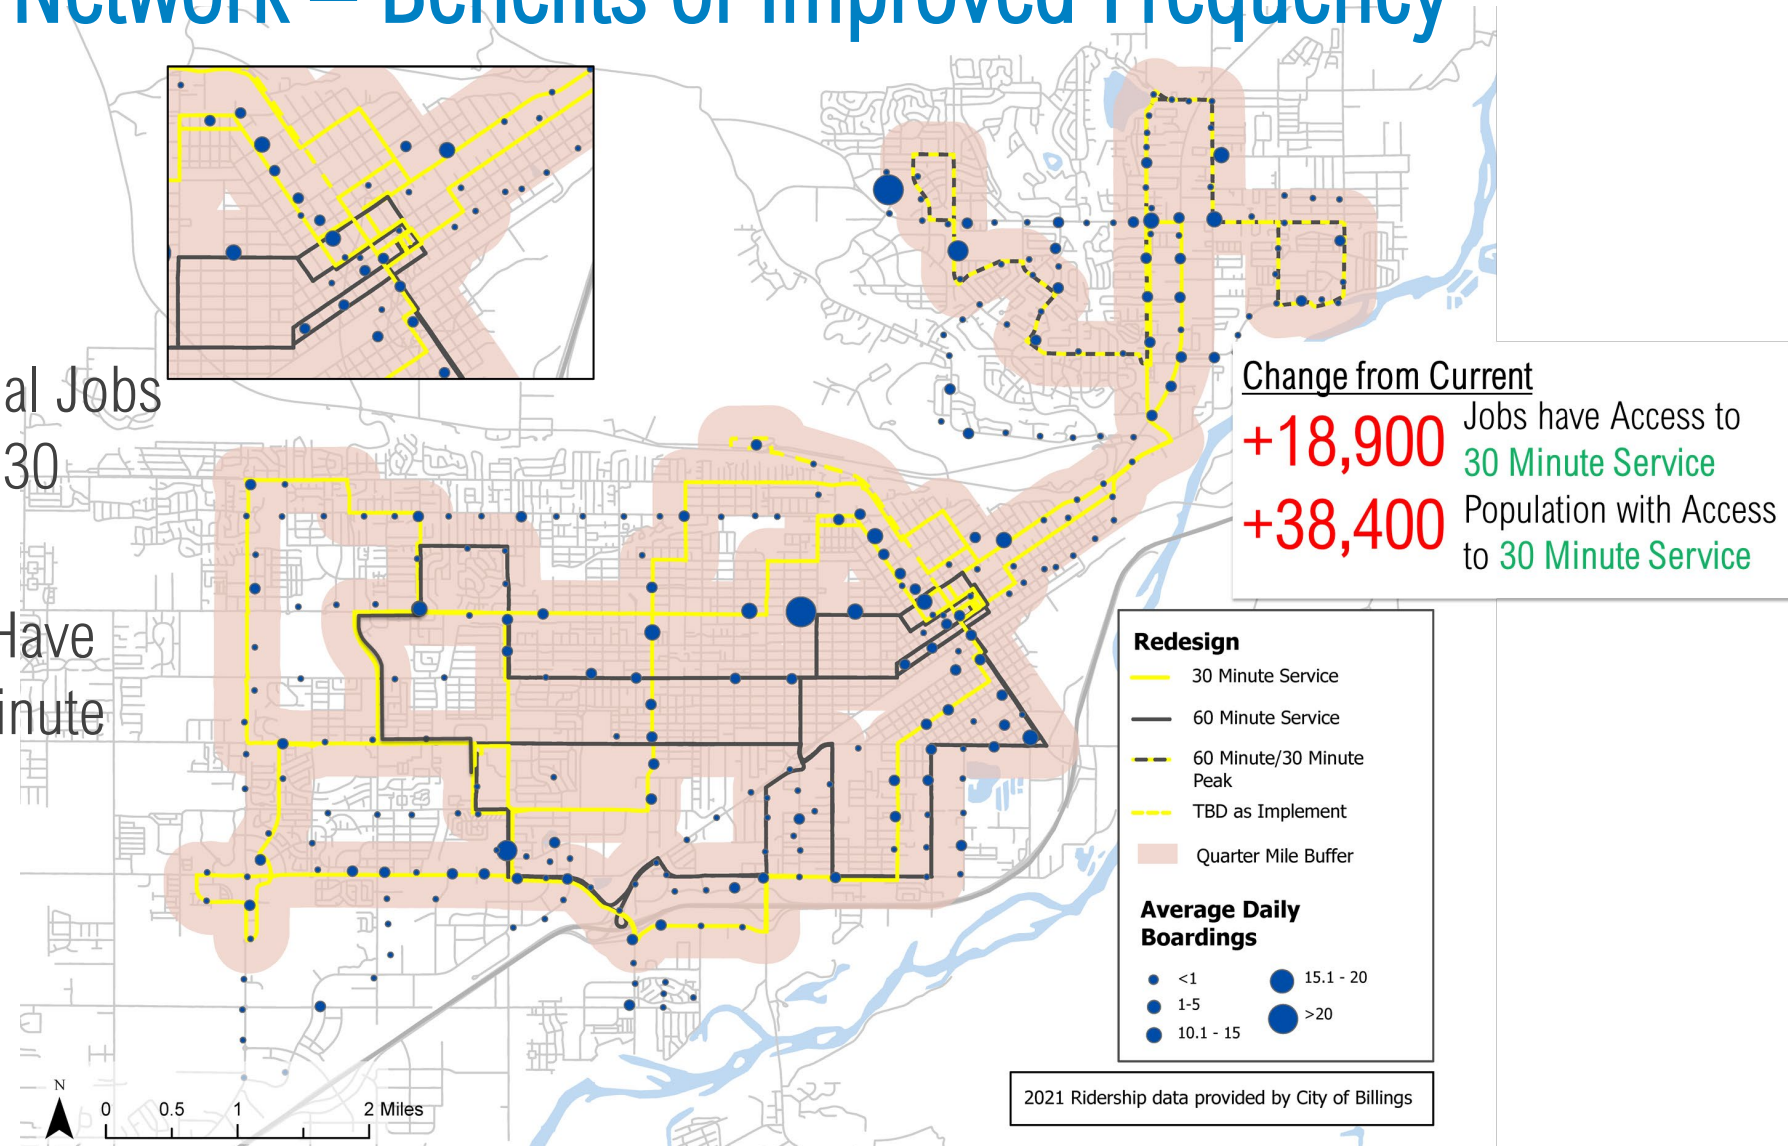 Network – Benefits of Improved Frequency
al Jobs
30
Have
inute
Change from Current
+18,900 Jobs have Access to
30 Minute Service
+38,400 Population with Access
to 30 Minute Service
Redesign
30 Minute Service
60 Minute Service
60 Minute/30 Minute
Peak
TBD as Implement
Quarter Mile Buffer
Average Daily
Boardings
<1
1-5
10.1 - 15
15.1 - 20
>20
2021 Ridership data provided by City of Billings
N
0 0.5 1 2 Miles